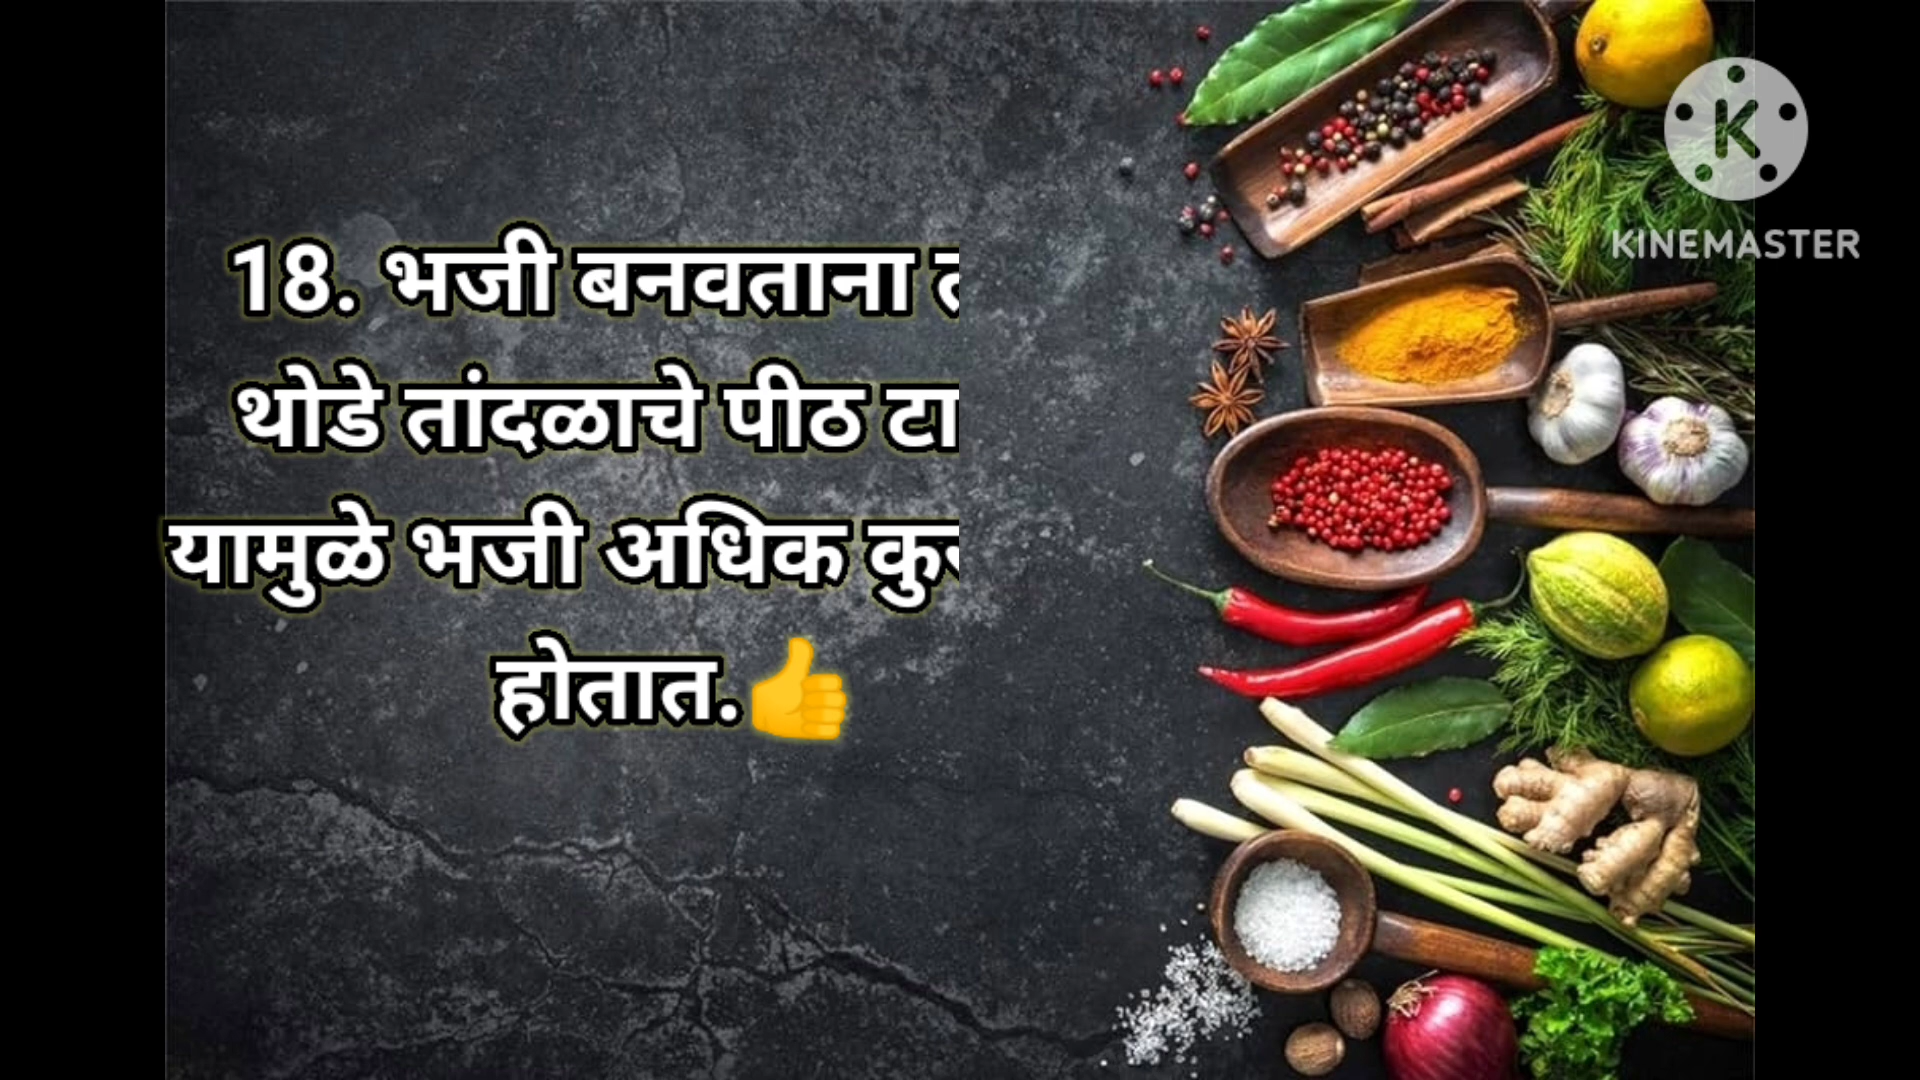 18. भजी बनवताना
थोडे तांदळाचे पीठ
यामुळे भजी अधिक
होतात.👍
K
KINEMASTER